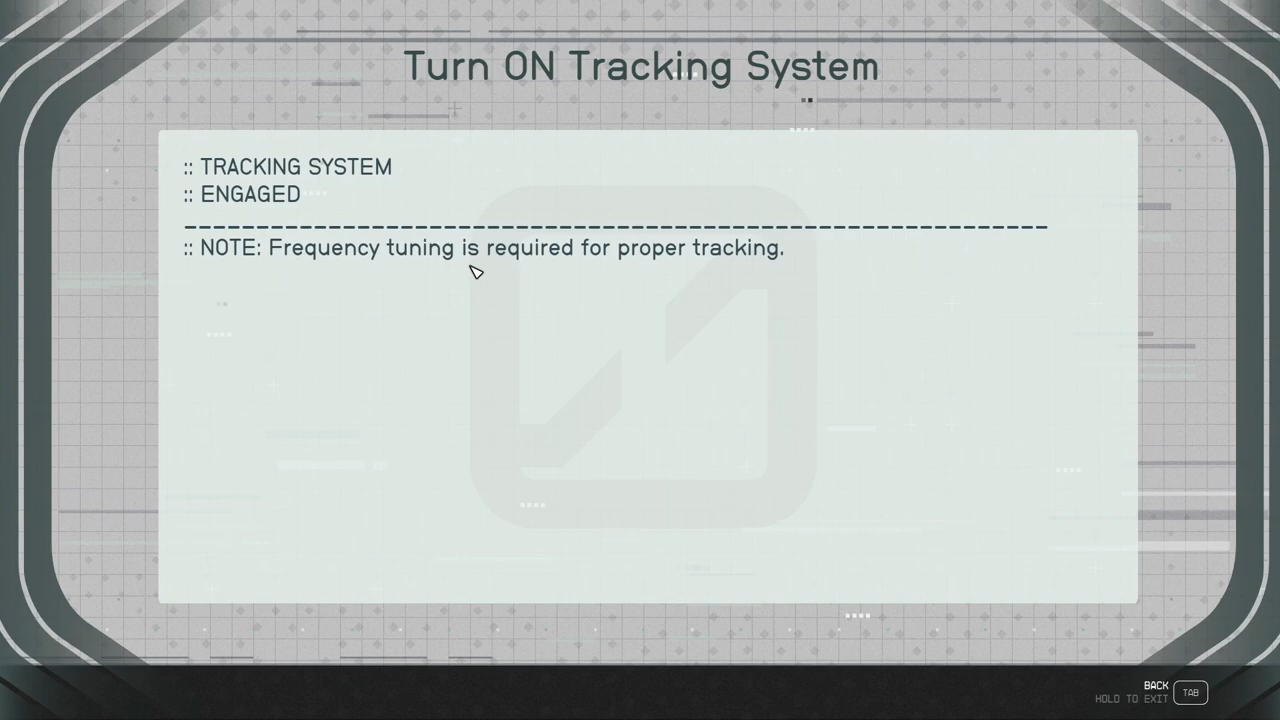 Turn ON Tracking System
:: TRACKING SYSTEM
:: ENGAGED
:: NOTE: Frequency tuning is required for proper tracking.
BACK
HOLD TO EXIT TAB